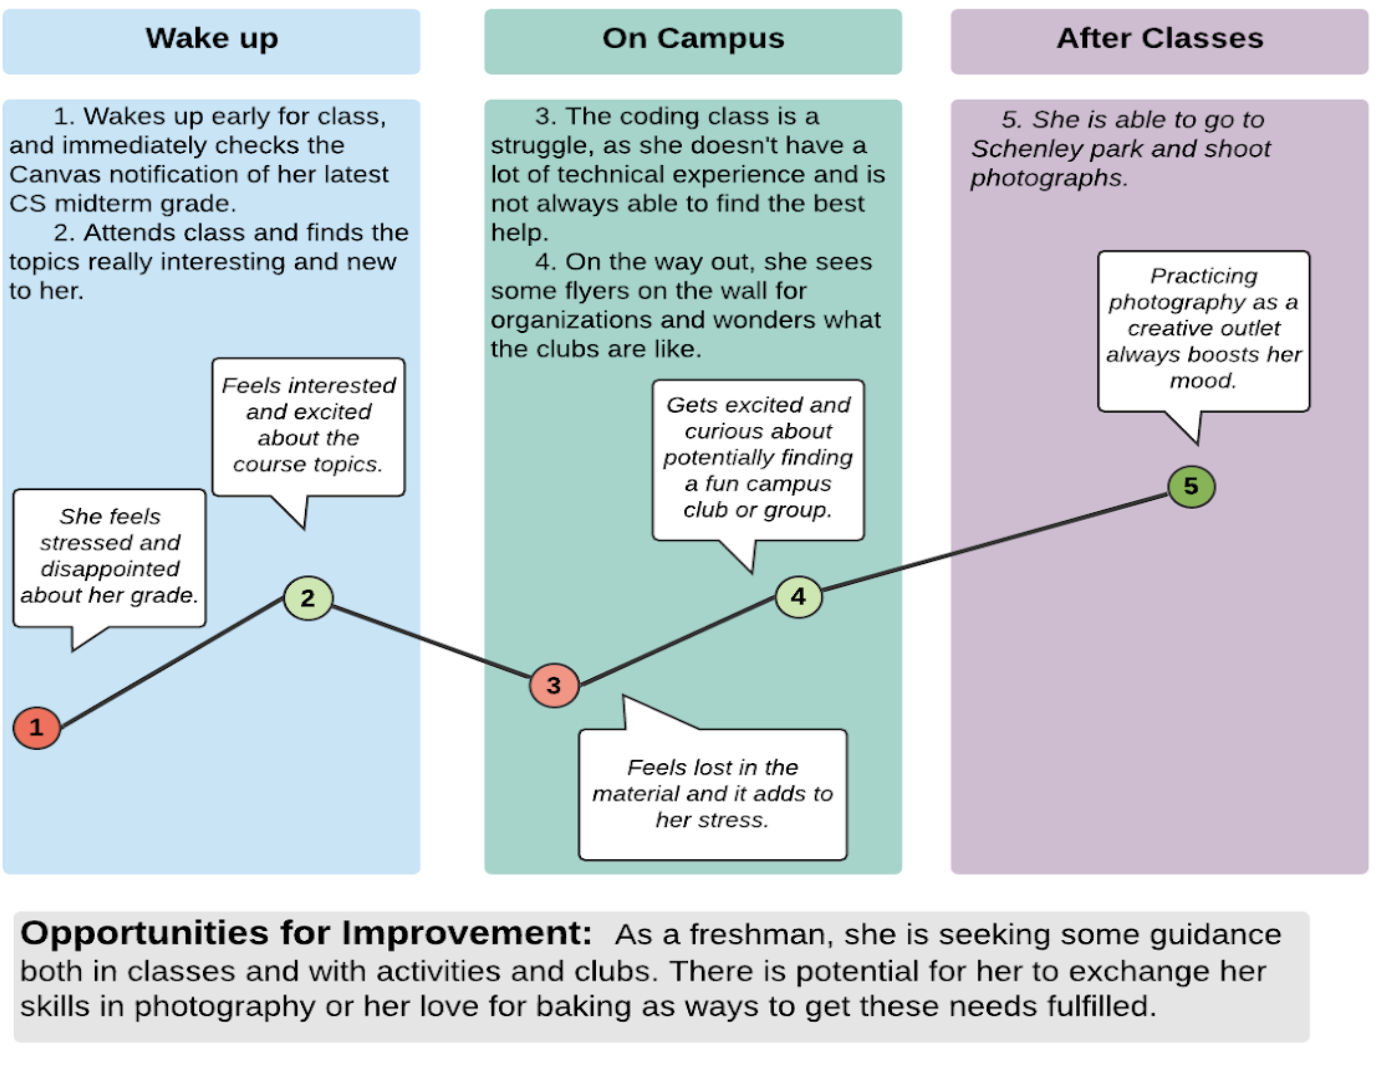 Wake up
On Campus
After Classes
1. Wakes up early for class,
and immediately checks the
Canvas notification of her latest
CS midterm grade.
2. Attends class and finds the
topics really interesting and new
to her.
3. The coding class is a
struggle, as she doesn't have a
lot of technical experience and is
not always able to find the best
help.
4. On the way out, she sees
some flyers on the wall for
organizations and wonders what
the clubs are like.
5. She is able to go to
Schenley park and shoot
photographs.
She feels
stressed and
disappointed
about her grade.
Feels interested
and excited
about the
course topics.
Feels lost in the
material and it adds to
her stress.
Gets excited and
curious about
potentially finding
a fun campus
club or group.
Practicing
photography as a
creative outlet
always boosts her
mood.
1
2
3
4
5
Opportunities for Improvement: As a freshman, she is seeking some guidance
both in classes and with activities and clubs. There is potential for her to exchange her
skills in photography or her love for baking as ways to get these needs fulfilled.